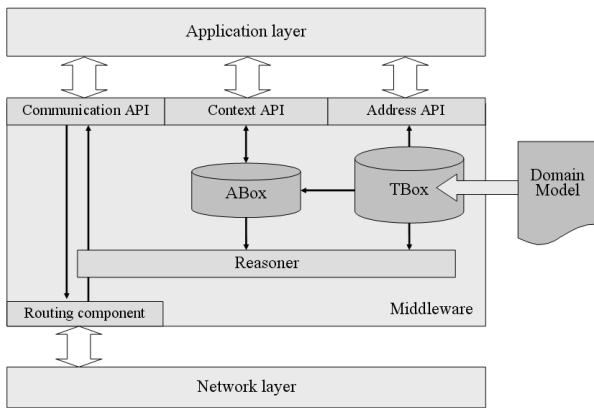 Application layer
Communication API
Context API
Address API
ABox
TBox
Domain
Model
Reasoner
Routing component
Middleware
Network layer